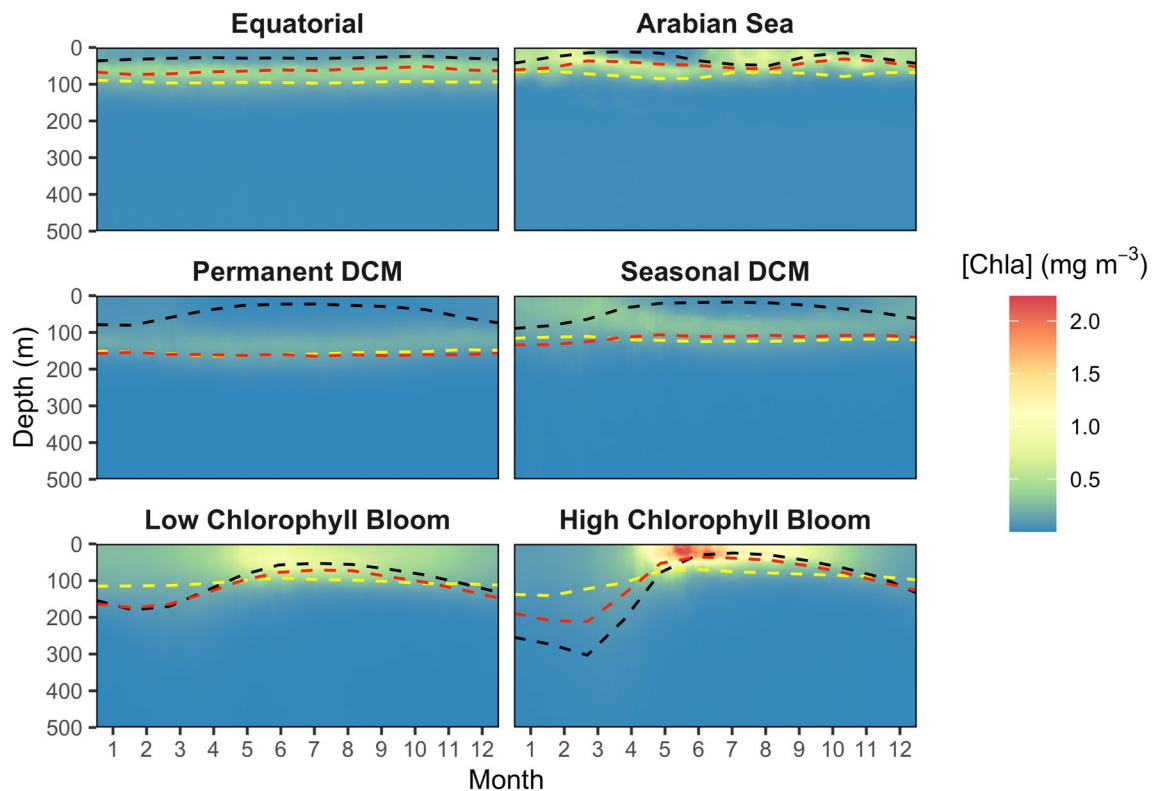 Equatorial
Arabian Sea
0
100
200
300
400
500
Permanent DCM
Seasonal DCM
0
100
200
300
400
500
Low Chlorophyll Bloom
High Chlorophyll Bloom
0
100
200
300
400
500
1 2 3 4 5 6 7 8 9 10 11 12
1 2 3 4 5 6 7 8 9 10 11 12
Month
Depth (m)
[Chla] (mg m⁻³)
2.0
1.5
1.0
0.5